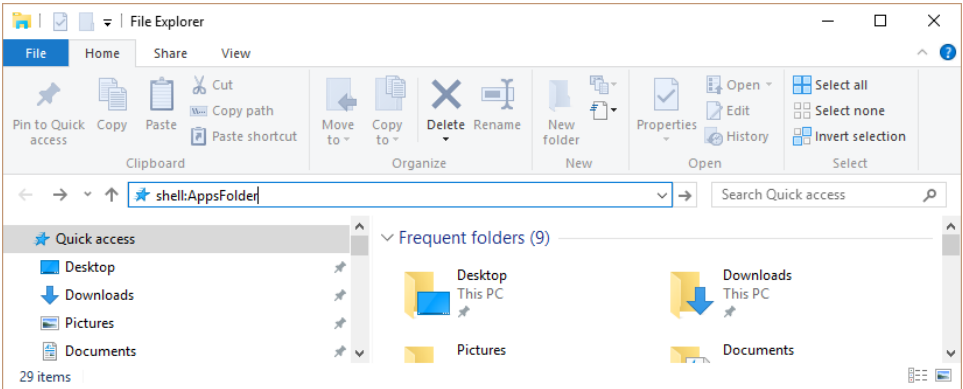 File Explorer
File Home Share View
Pin to Quick access
Copy
Paste
Cut
Copy path
Paste shortcut
Clipboard
Move to
Copy to
Delete
Rename
Organize
New folder
New
Properties
Open
Edit
History
Open
Select all
Select none
Invert selection
Select
shell:AppsFolder
Search Quick access
Quick access
Desktop
Downloads
Pictures
Documents
Frequent folders (9)
Desktop
This PC
Downloads
This PC
Pictures
Documents
29 items